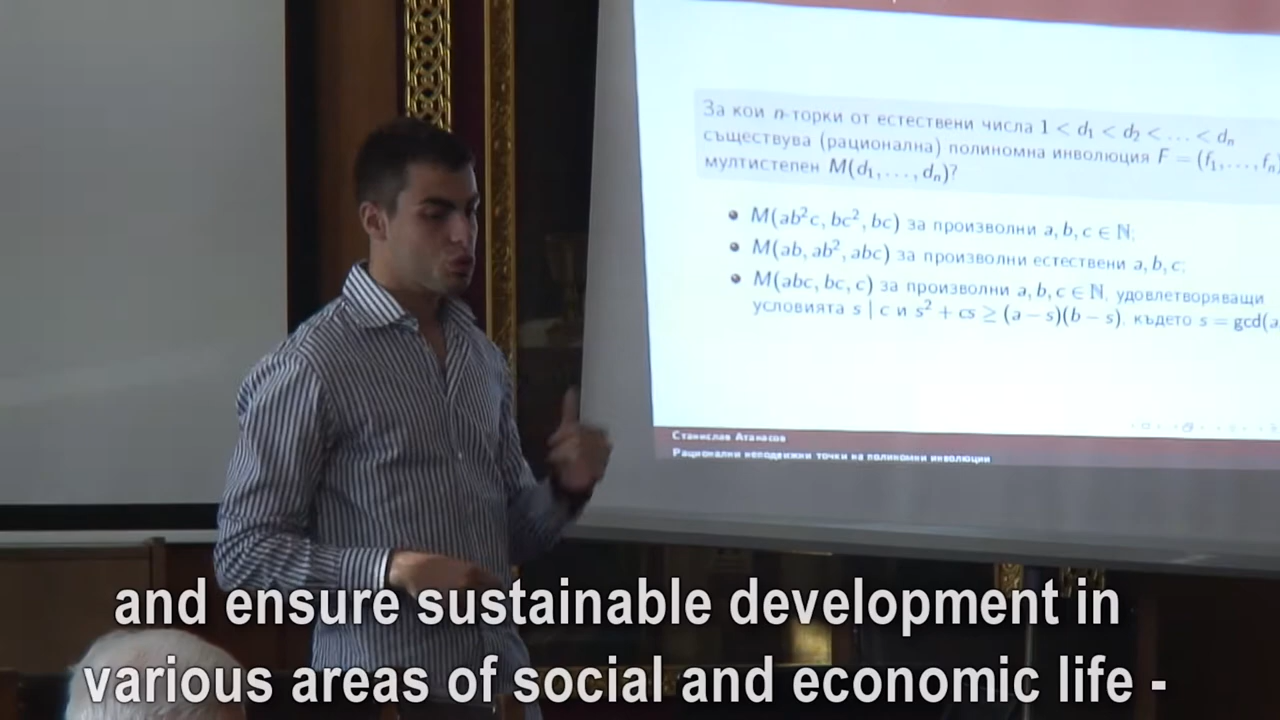 За кои n-торки от естествени числа 1 < d₁ < d₂ < ... < dₙ
съществува (рационална) полиномна инволюция F = (f₁, ..., fₙ)
мултистепен M(d₁, ..., dₙ)?
• M(ab²c, bc², bc) за произволни a, b, c ∈ ℕ;
• M(ab, ab², abc) за произволни естествени a, b, c;
• M(abc, bc, c) за произволни a, b, c ∈ ℕ, удовлетворяващи
условията s | c и s² + cs ≥ (a − s)(b − s), където s = gcd(a
Станислав Атанасов
Рационални неподвижни точки на полиномни инволюции
and ensure sustainable development in
various areas of social and economic life -